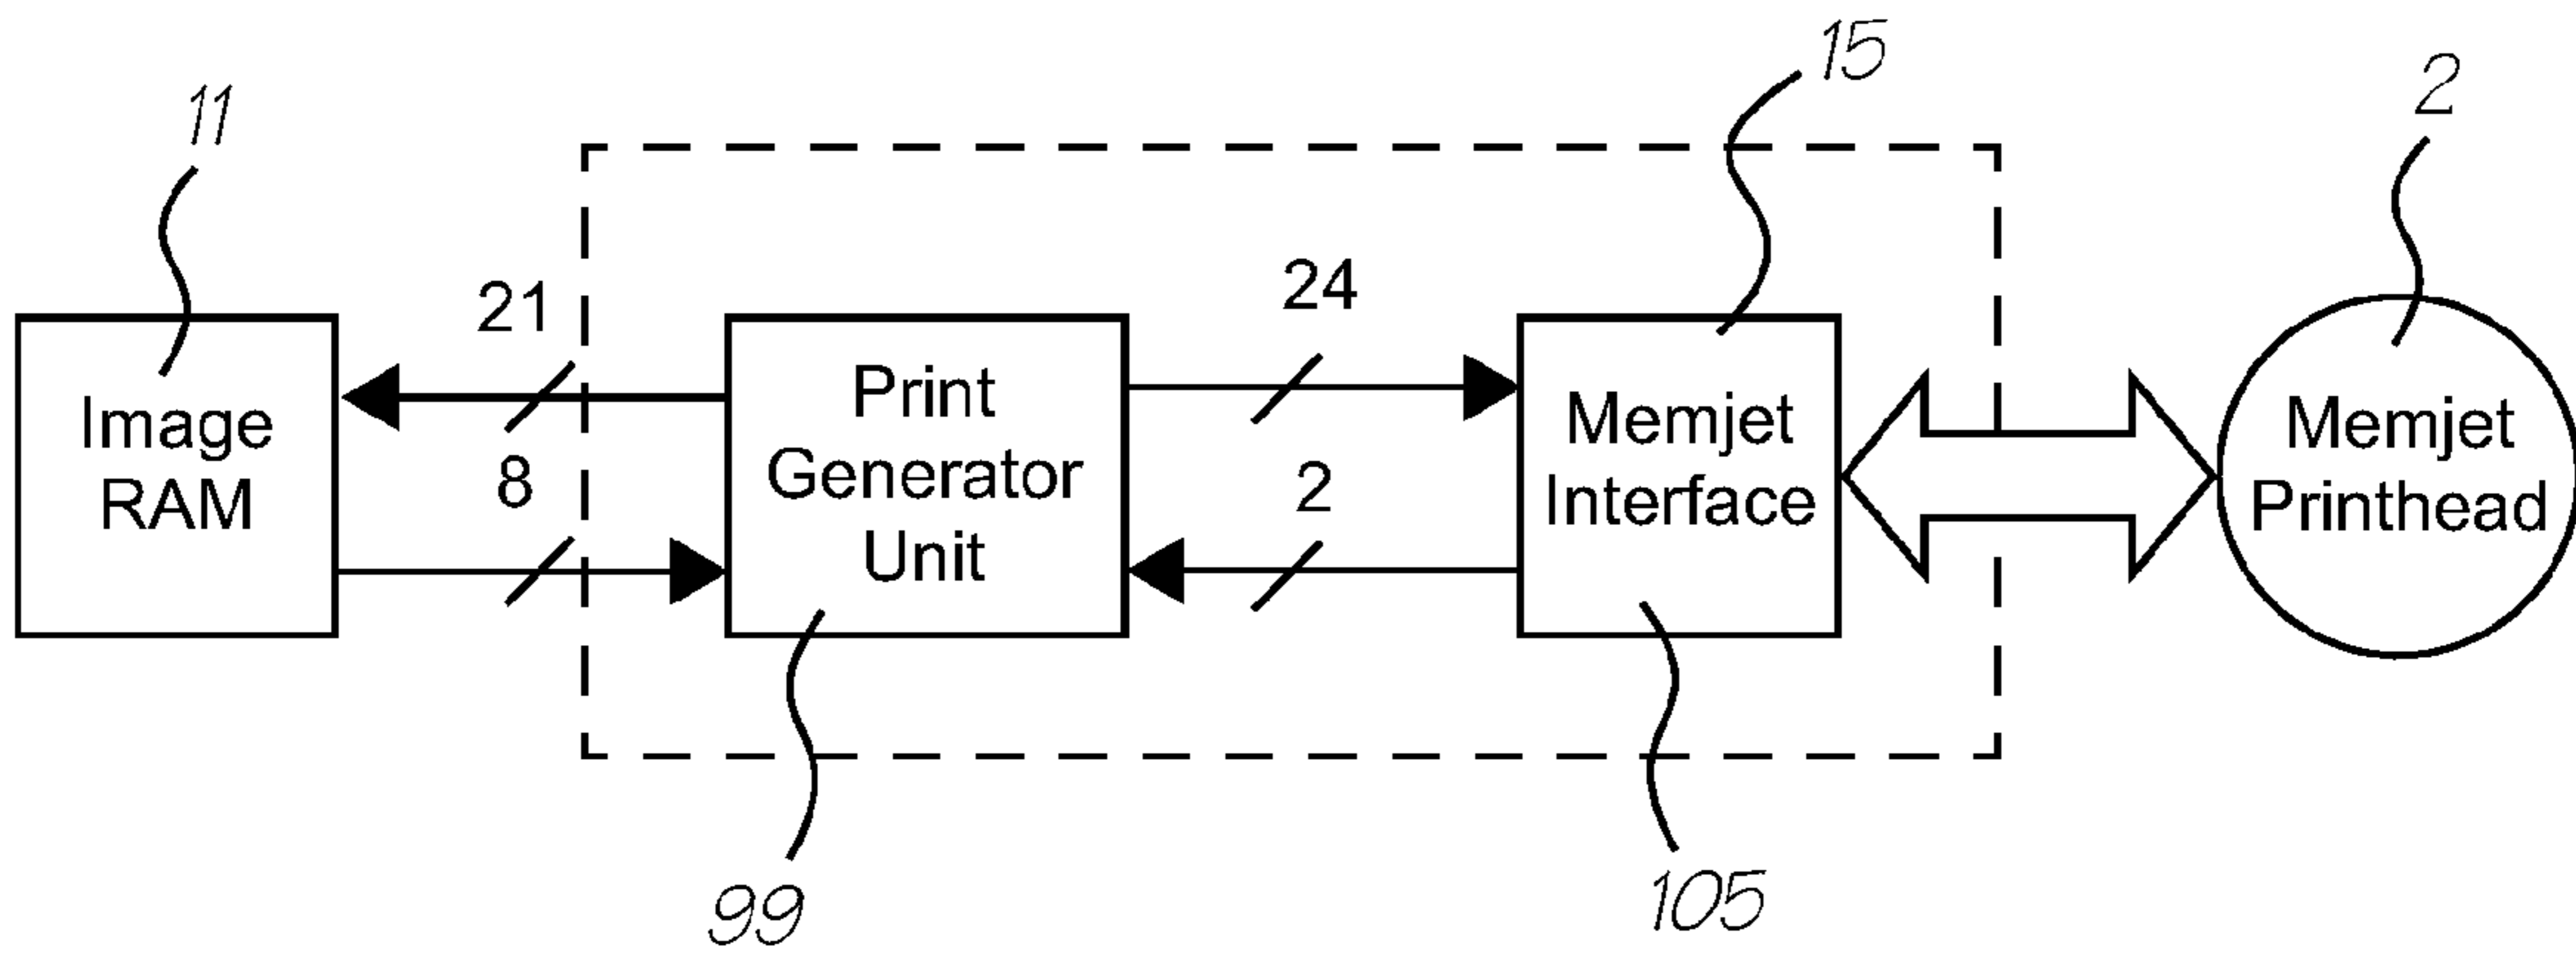 15
2
11
24
21
Print
Generator
Unit
Memjet
Interface
Memjet
Printhead
Image
RAM
8
2
99
105